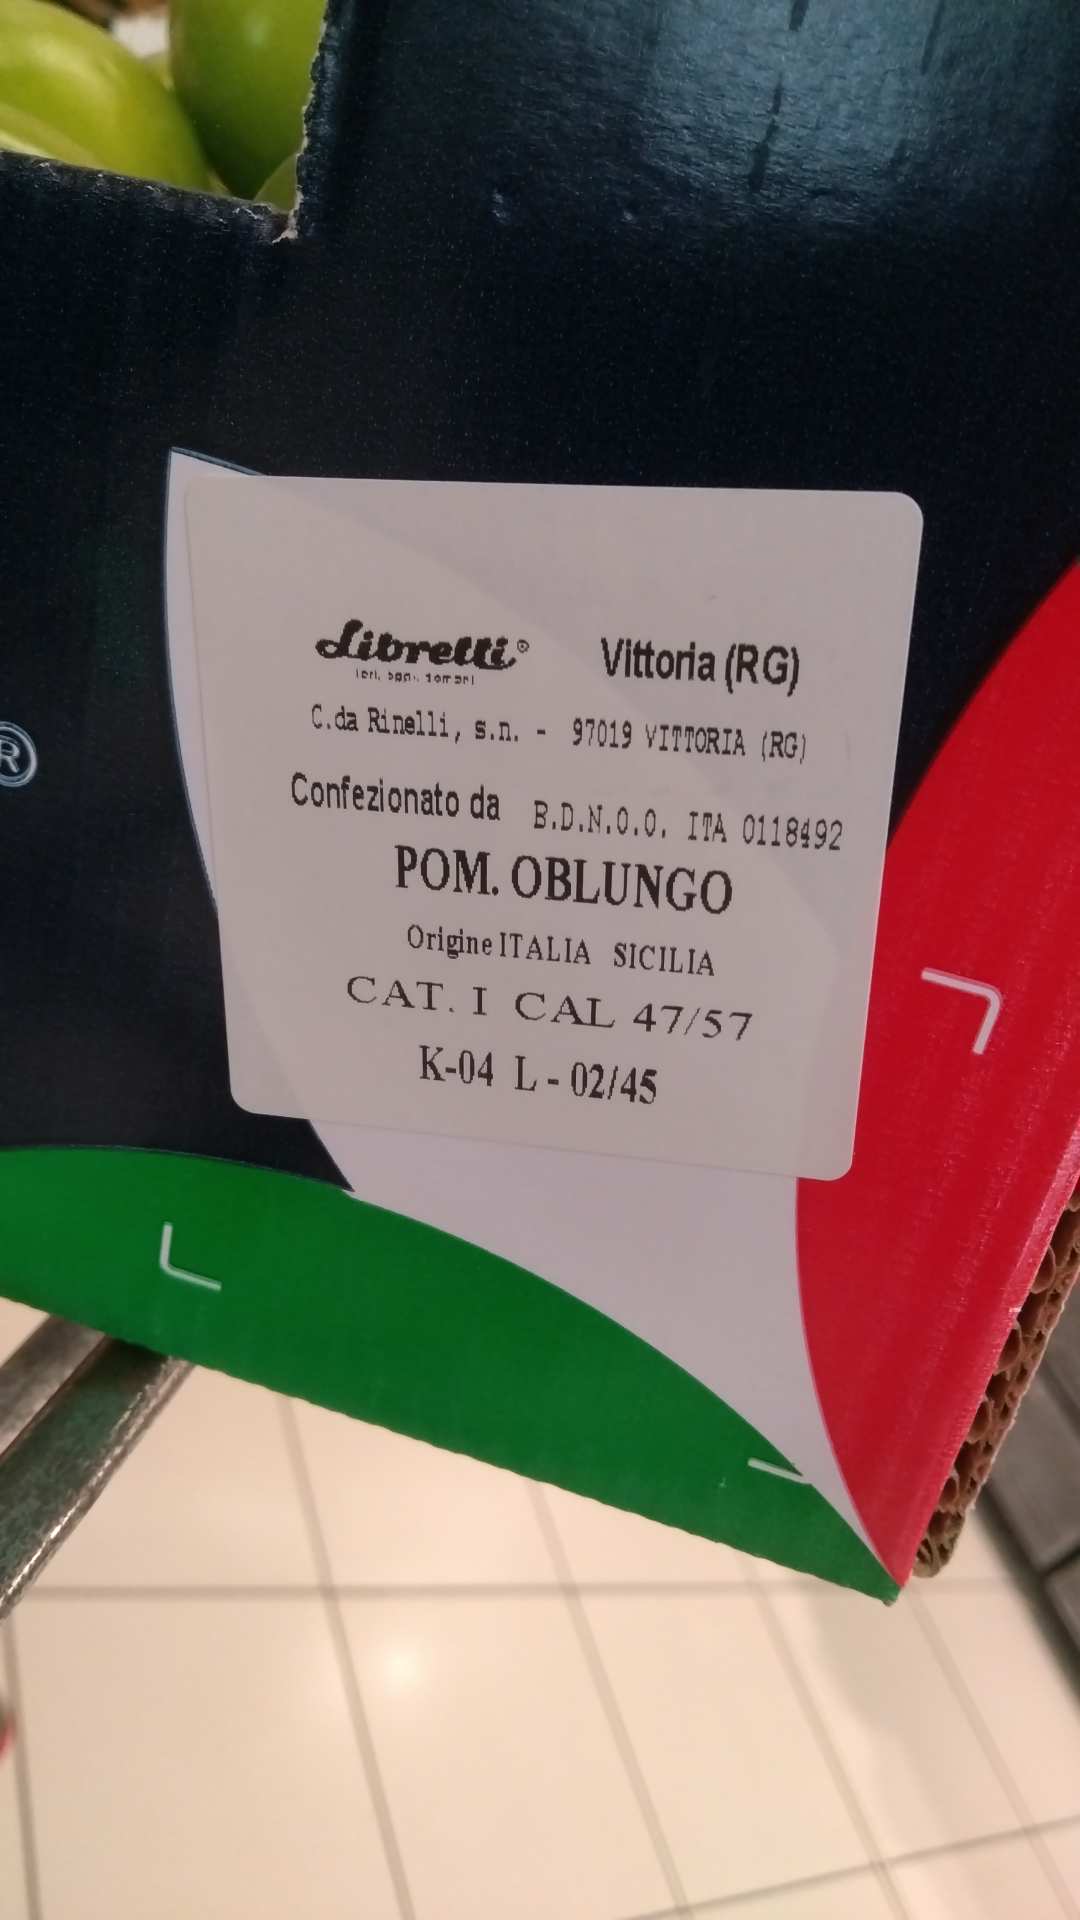 Libretti® Vittoria (RG)
C.da Rinelli, s.n. - 97019 VITTORIA (RG)
Confezionato da B.D.N.O.O. ITA 0118492
POM. OBLUNGO
Origine ITALIA SICILIA
CAT. I CAL 47/57
K-04 L - 02/45
®